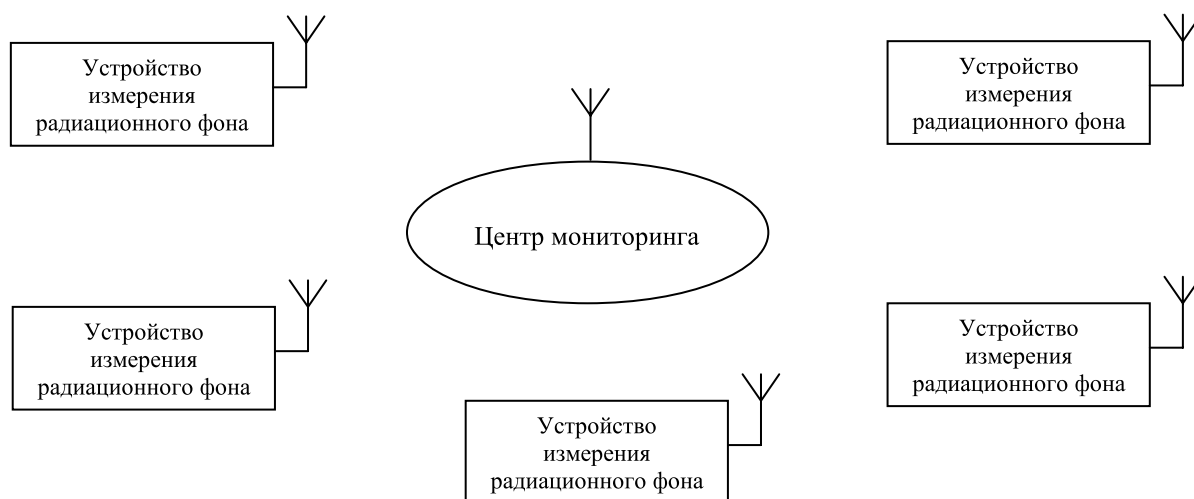 Устройство
измерения
радиационного фона
Устройство
измерения
радиационного фона
Центр мониторинга
Устройство
измерения
радиационного фона
Устройство
измерения
радиационного фона
Устройство
измерения
радиационного фона